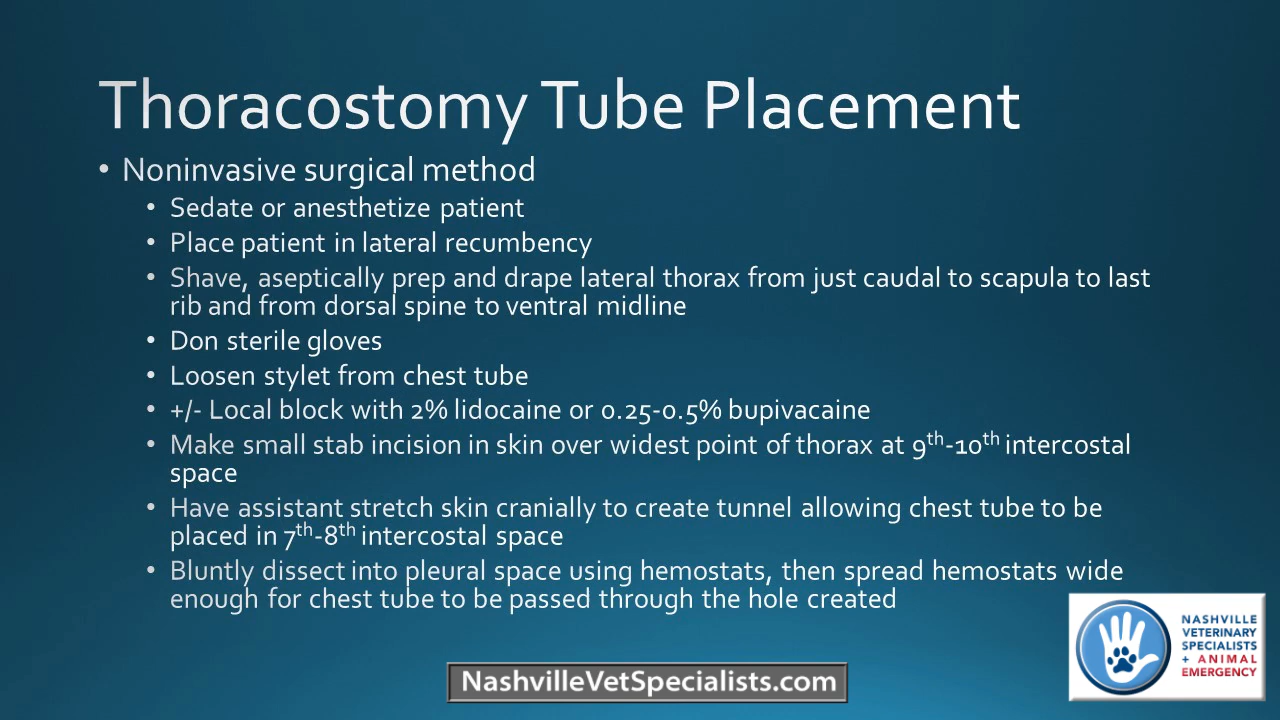 Thoracostomy Tube Placement
• Noninvasive surgical method
• Sedate or anesthetize patient
• Place patient in lateral recumbency
• Shave, aseptically prep and drape lateral thorax from just caudal to scapula to last
rib and from dorsal spine to ventral midline
• Don sterile gloves
• Loosen stylet from chest tube
• +/- Local block with 2% lidocaine or 0.25-0.5% bupivacaine
• Make small stab incision in skin over widest point of thorax at 9th-10th intercostal
space
• Have assistant stretch skin cranially to create tunnel allowing chest tube to be
placed in 7th-8th intercostal space
• Bluntly dissect into pleural space using hemostats, then spread hemostats wide
enough for chest tube to be passed through the hole created
NASHVILLE
VETERINARY
SPECIALISTS
+ ANIMAL
EMERGENCY
NashvilleVetSpecialists.com